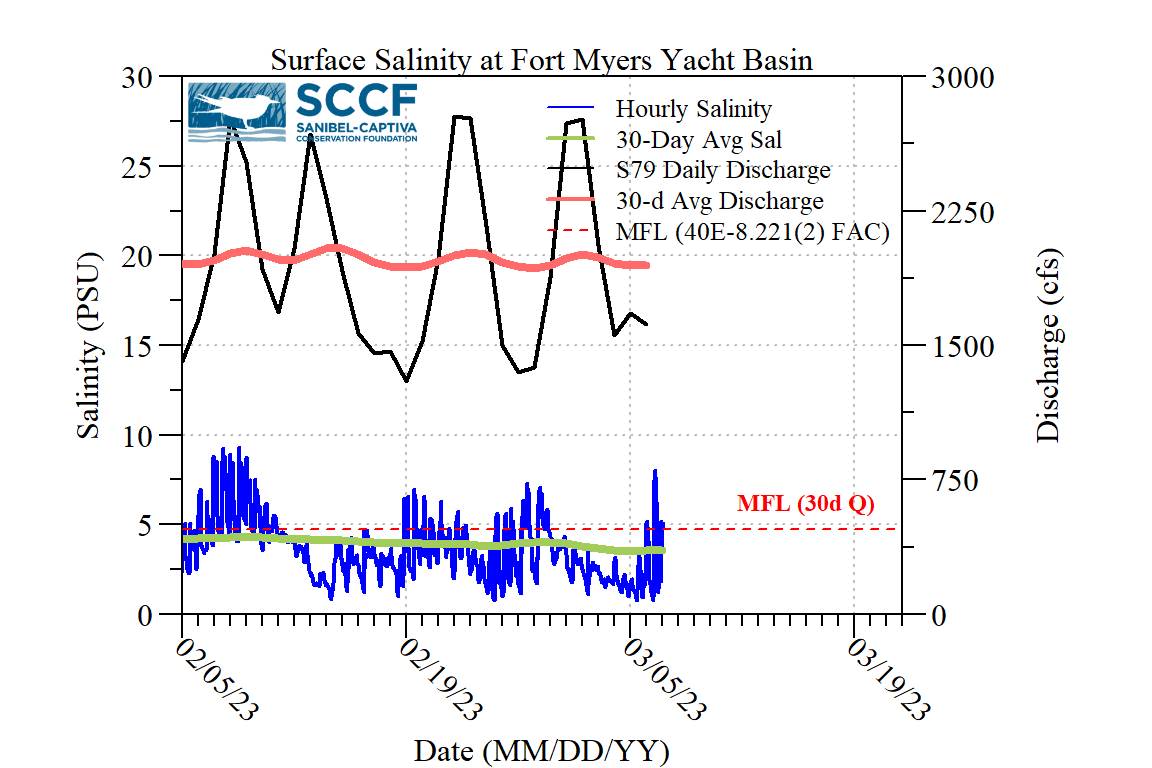 Surface Salinity at Fort Myers Yacht Basin
SCCF
SANIBEL-CAPTIVA
CONSERVATION FOUNDATION
Hourly Salinity
30-Day Avg Sal
S79 Daily Discharge
30-d Avg Discharge
MFL (40E-8.221(2) FAC)
30
25
20
15
10
5
0
Salinity (PSU)
3000
2250
1500
750
0
Discharge (cfs)
MFL (30d Q)
02/05/23
02/19/23
03/05/23
03/19/23
Date (MM/DD/YY)